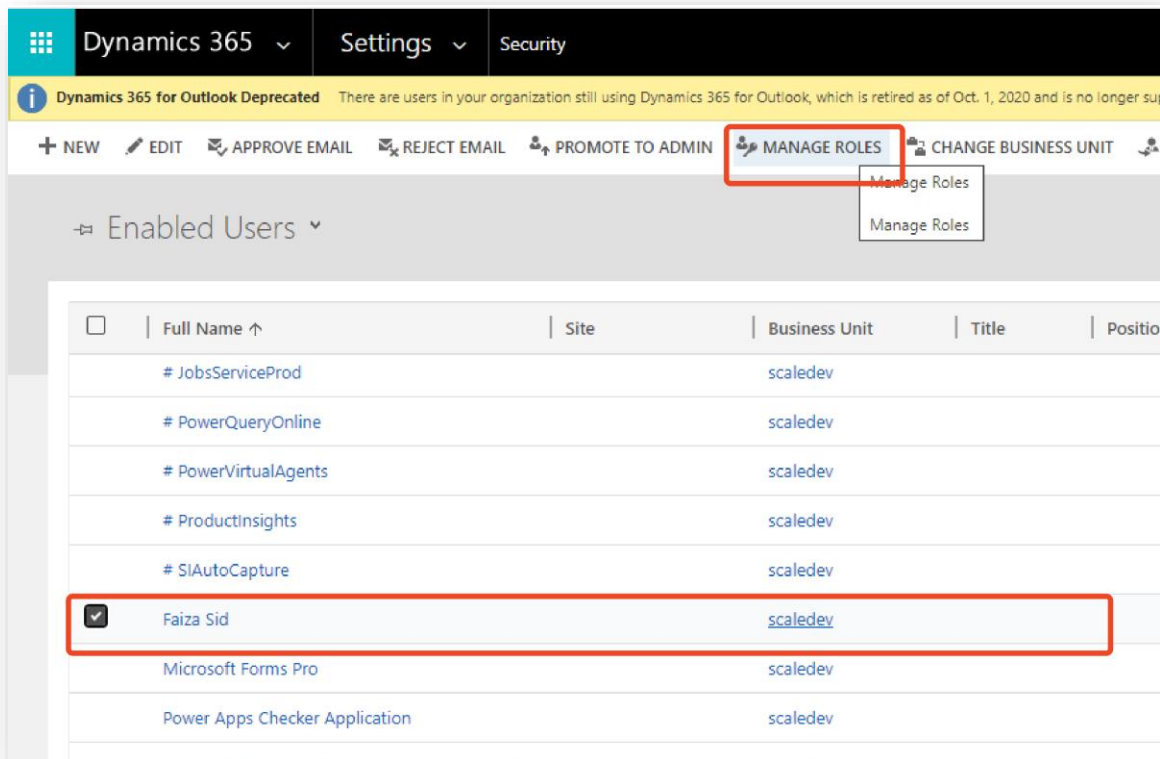 Dynamics 365 Settings Security
Dynamics 365 for Outlook Deprecated There are users in your organization still using Dynamics 365 for Outlook, which is retired as of Oct. 1, 2020 and is no longer
NEW EDIT APPROVE EMAIL REJECT EMAIL PROMOTE TO ADMIN MANAGE ROLES CHANGE BUSINESS UNIT
Manage Roles
Enabled Users Manage Roles
Full Name Site Business Unit Title Positio
# JobsServiceProd scaledev
# PowerQueryOnline scaledev
# PowerVirtualAgents scaledev
# ProductInsights scaledev
# SIAutoCapture scaledev
Faiza Sid scaledev
Microsoft Forms Pro scaledev
Power Apps Checker Application scaledev